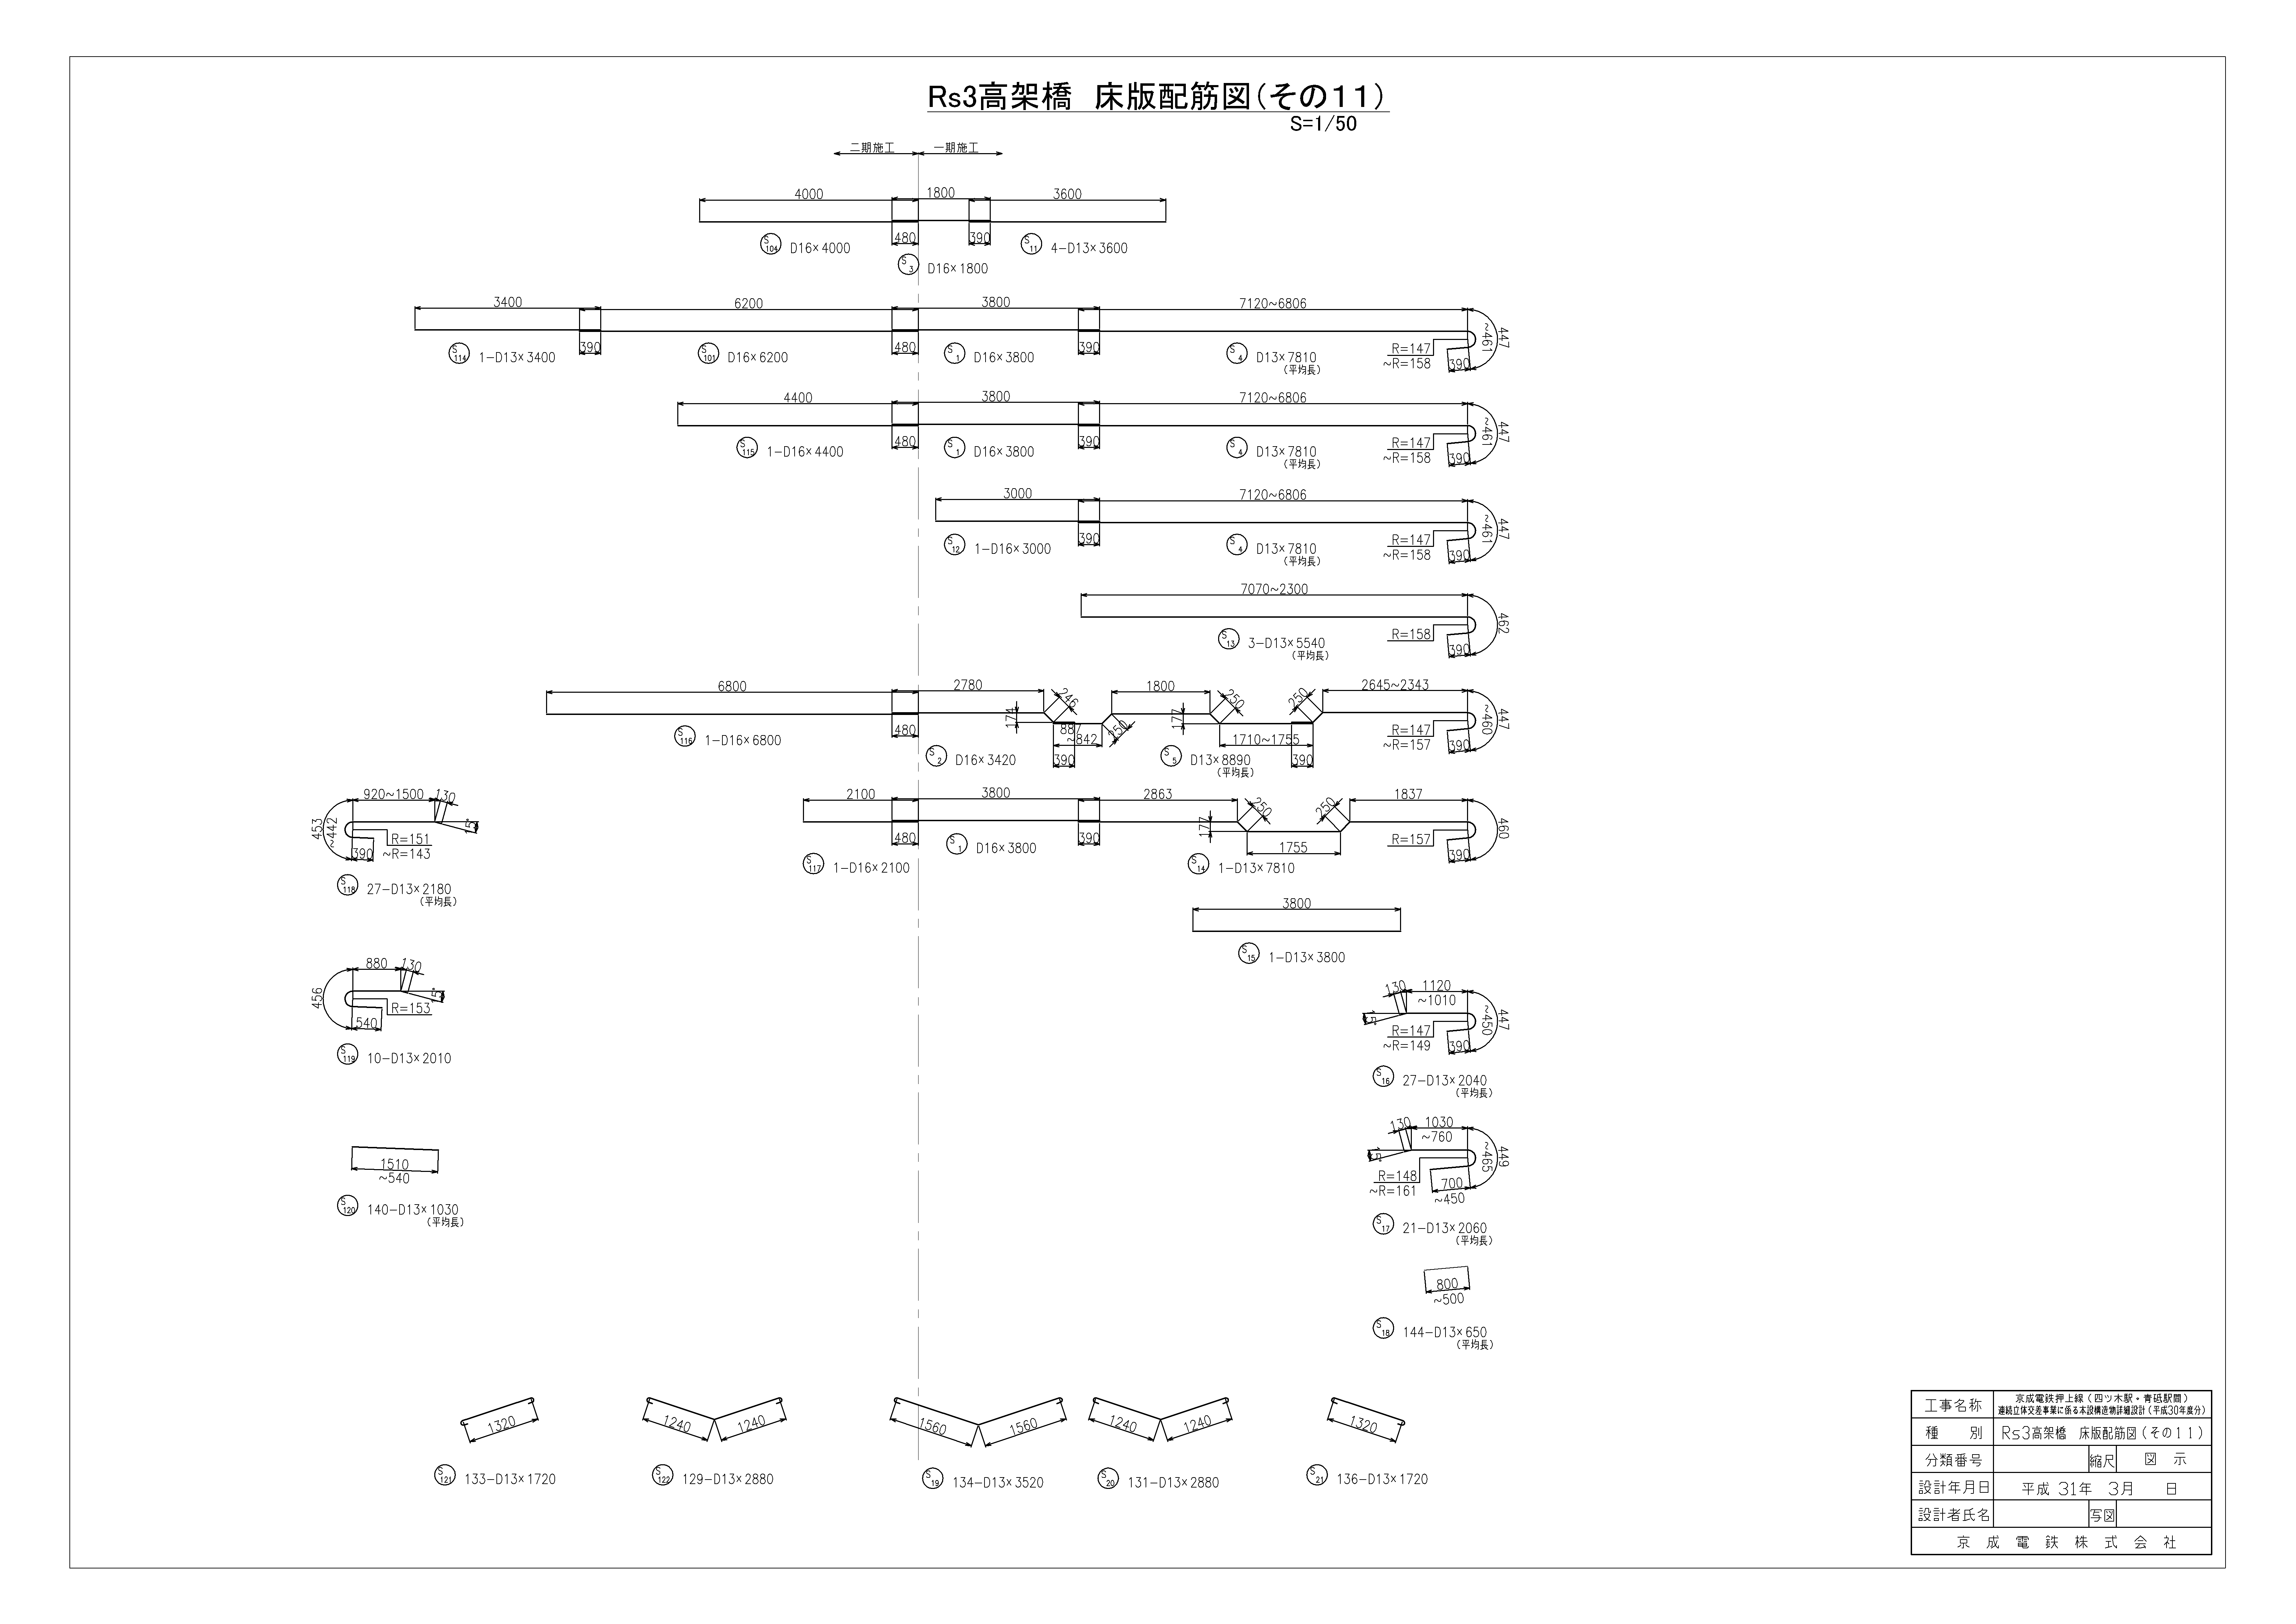 Rs3高架橋　床版配筋図（その１１）
S=1/50
二期施工 一期施工
4000 1800 3600
480 390
S104 D16×4000 S11 4-D13×3600
S3 D16×1800
3400 6200 3800 7120~6806
390 480 390 R=147 ~R=158 390 447 ~461
S114 1-D13×3400 S101 D16×6200 S1 D16×3800 S4 D13×7810
(平均長)
4400 3800 7120~6806
480 390 R=147 ~R=158 390 447 ~461
S115 1-D16×4400 S1 D16×3800 S4 D13×7810
(平均長)
3000 7120~6806
390 R=147 ~R=158 390 447 ~461
S12 1-D16×3000 S4 D13×7810
(平均長)
7070~2300
R=158 390 462
S13 3-D13×5540
(平均長)
6800 2780 246 1800 250 250 2645~2343
174 887 ~842 250 177 1710~1755
480 390 390 R=147 ~R=157 390 447 ~460
S116 1-D16×6800 S2 D16×3420 S5 D13×8890
(平均長)
2100 3800 2863 250 250 1837
480 390 177 1755 R=157 390 460
S117 1-D16×2100 S1 D16×3800 S14 1-D13×7810
920~1500 130 15°
453 ~442 R=151 ~R=143 390
S118 27-D13×2180
(平均長)
3800
S15 1-D13×3800
880 130 15°
456 R=153 540
S119 10-D13×2010
130 1120 ~1010
R=147 ~R=149 390 447 ~450
S16 27-D13×2040
(平均長)
1510 ~540
S120 140-D13×1030
(平均長)
130 1030 ~760
R=148 ~R=161 700 ~450 449 ~465
S17 21-D13×2060
(平均長)
800 ~500
S18 144-D13×650
(平均長)
1320 1240 1240 1560 1560 1240 1240 1320
S121 133-D13×1720 S122 129-D13×2880 S19 134-D13×3520 S20 131-D13×2880 S21 136-D13×1720
工事名称 京成電鉄押上線（四ツ木駅・青砥駅間）
連続立体交差事業に係る本設構造物詳細設計（平成30年度分）
種　別 Rs3高架橋　床版配筋図（その１１）
分類番号 縮尺 図　示
設計年月日 平成 31年　3月　　日
設計者氏名 写図
京成電鉄株式会社